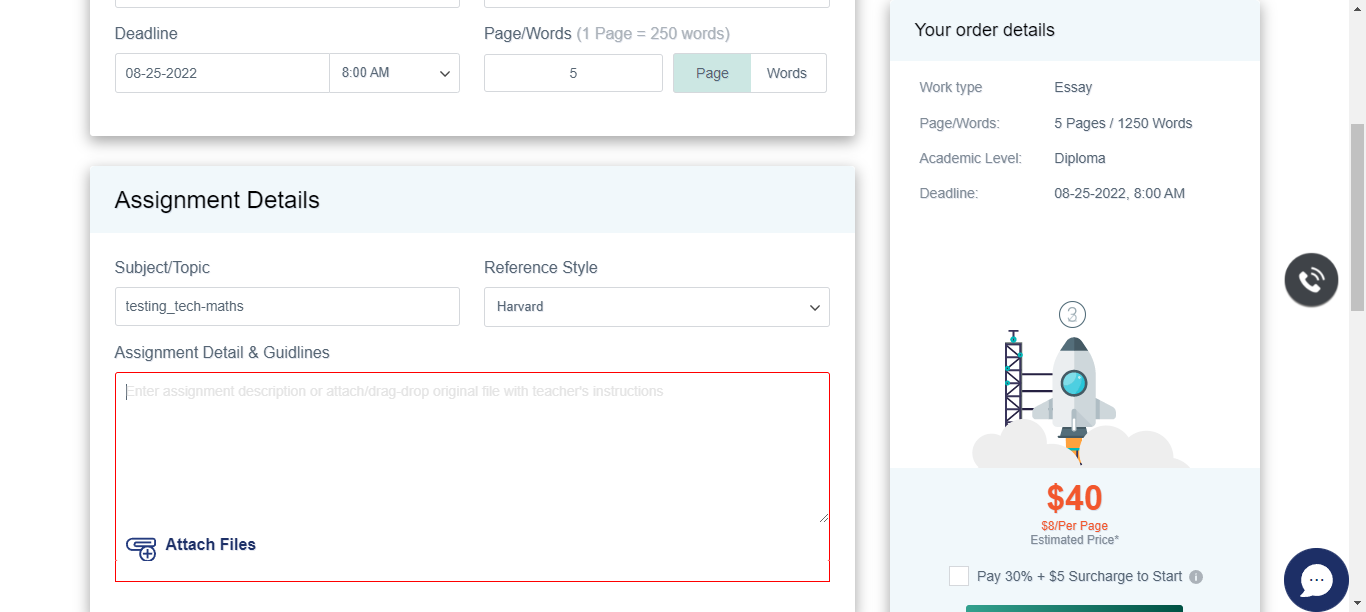 Deadline
Page/Words (1 Page = 250 words)
08-25-2022
8:00 AM
5
Page
Words
Assignment Details
Subject/Topic
Reference Style
testing_tech-maths
Harvard
Assignment Detail & Guidlines
Enter assignment description or attach/drag-drop original file with teacher's instructions
Attach Files
Your order details
Work type Essay
Page/Words: 5 Pages / 1250 Words
Academic Level: Diploma
Deadline: 08-25-2022, 8:00 AM
3
$40
$8/Per Page
Estimated Price*
Pay 30% + $5 Surcharge to Start